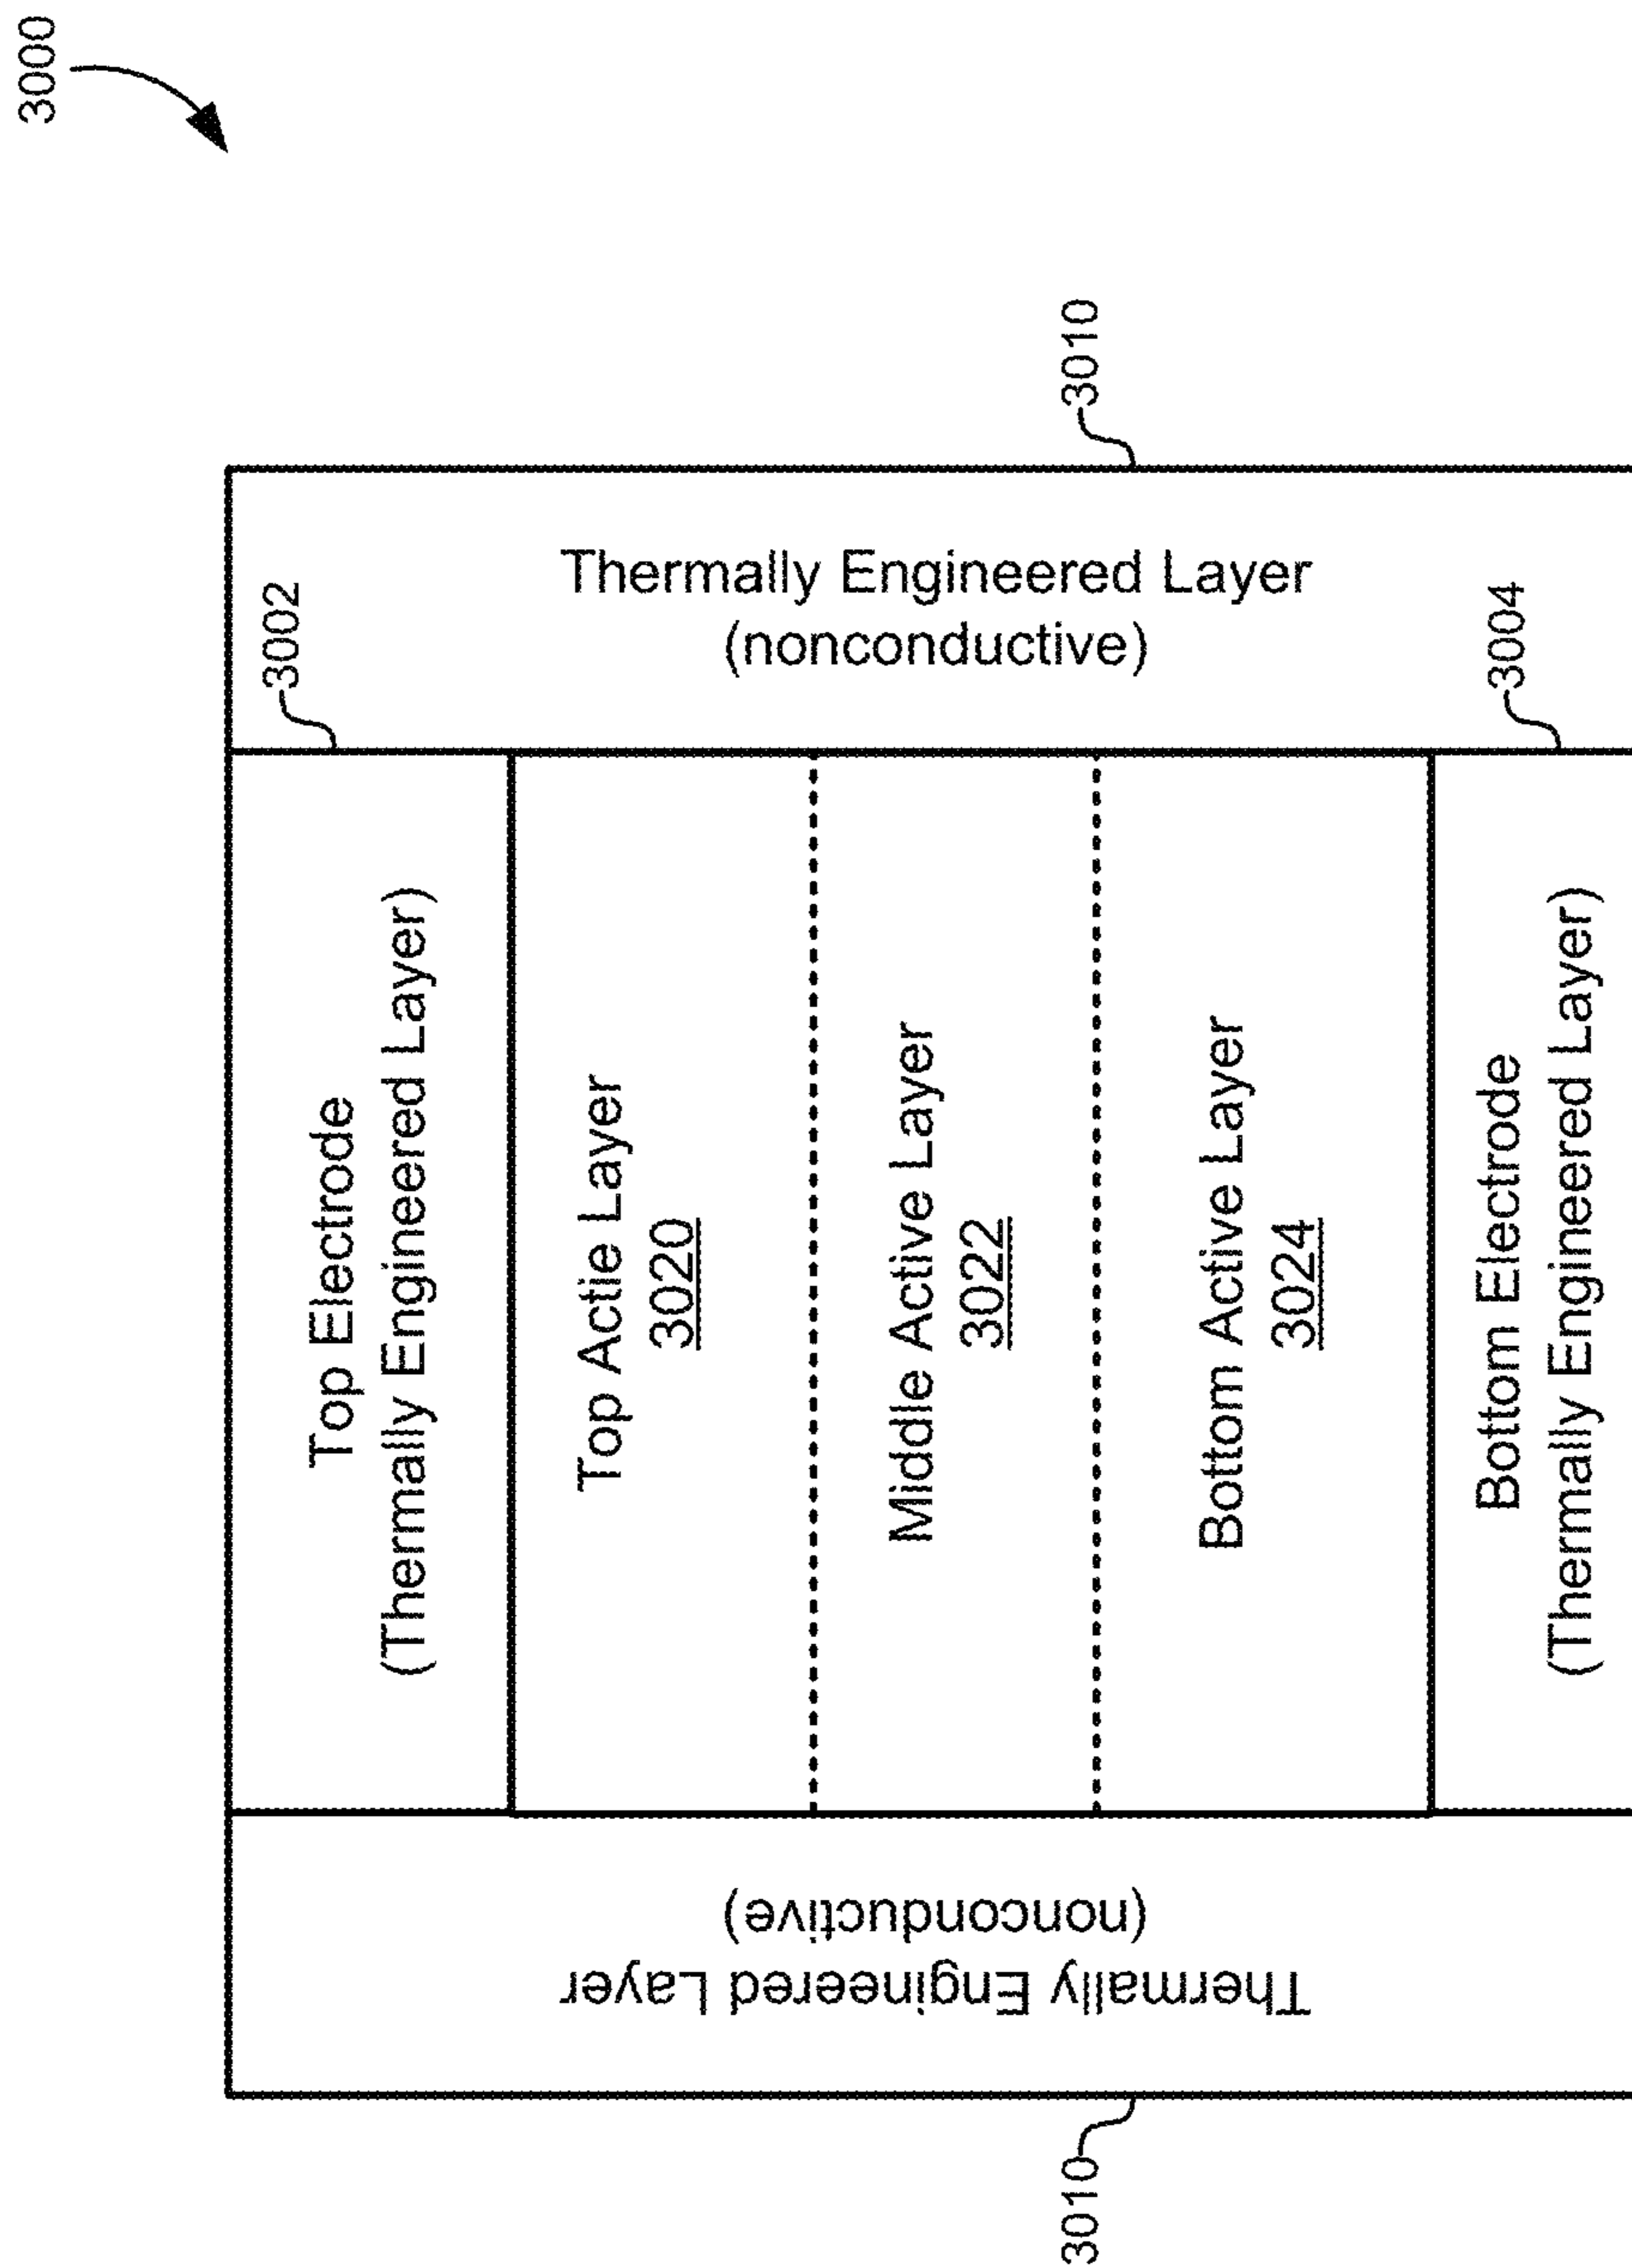 3000
Top Electrode
(Thermally Engineered Layer)
3002
Top Actie Layer
3020
Middle Active Layer
3022
Bottom Active Layer
3024
Bottom Electrode
(Thermally Engineered Layer)
3004
Thermally Engineered Layer
(nonconductive)
3010
Thermally Engineered Layer
(nonconductive)
3010